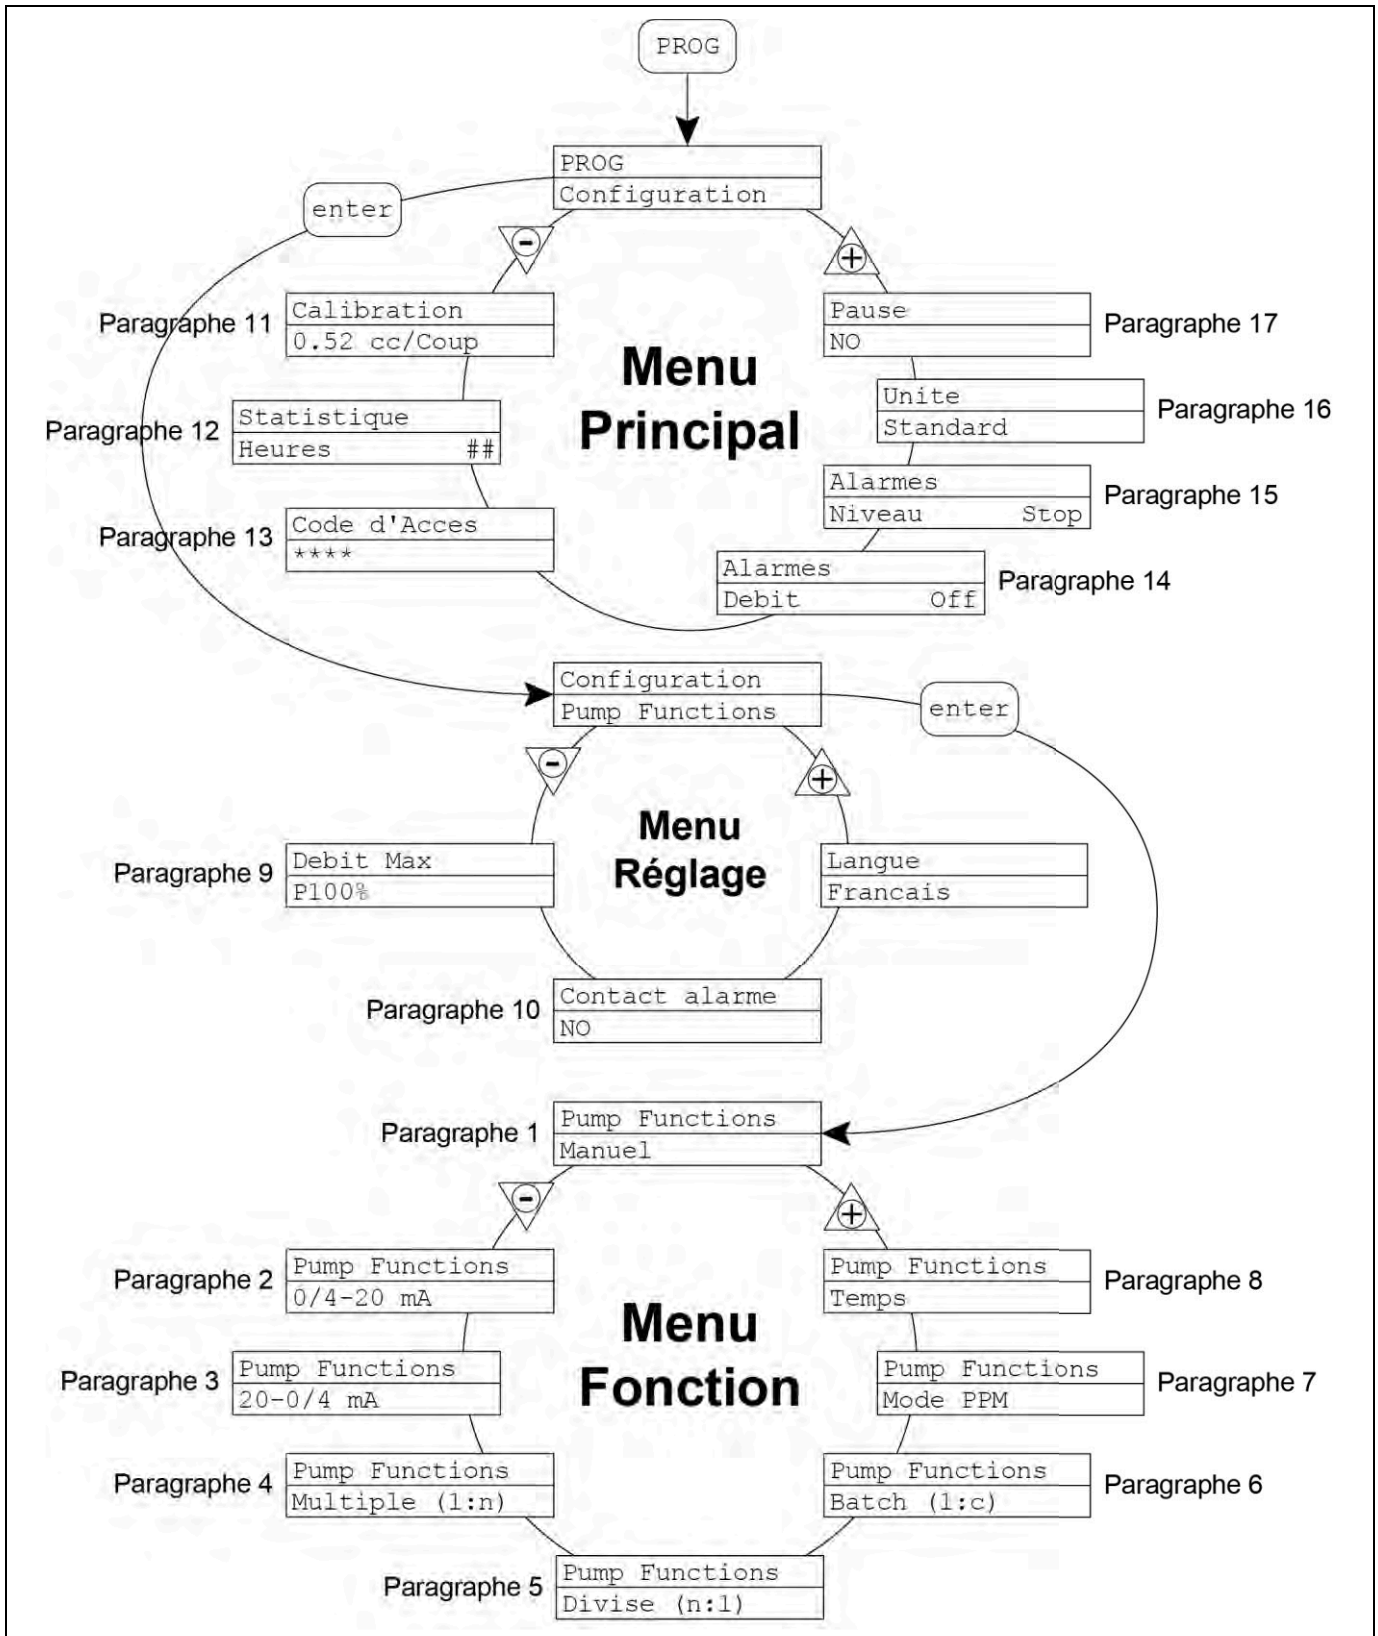 PROG
PROG
Configuration
enter
Calibration
0.52 cc/Coup
Paragraphe 11
Pause
NO
Paragraphe 17
Menu
Principal
Unite
Standard
Paragraphe 16
Statistique
Heures ##
Paragraphe 12
Alarmes
Niveau Stop
Paragraphe 15
Code d'Acces
****
Paragraphe 13
Alarmes
Debit Off
Paragraphe 14
Configuration
Pump Functions
enter
Menu
Réglage
Debit Max
P100%
Paragraphe 9
Langue
Francais
Contact alarme
NO
Paragraphe 10
Pump Functions
Manuel
Paragraphe 1
Pump Functions
0/4-20 mA
Paragraphe 2
Pump Functions
Temps
Paragraphe 8
Menu
Fonction
Pump Functions
20-0/4 mA
Paragraphe 3
Pump Functions
Mode PPM
Paragraphe 7
Pump Functions
Multiple (1:n)
Paragraphe 4
Pump Functions
Batch (1:c)
Paragraphe 6
Pump Functions
Divise (n:1)
Paragraphe 5